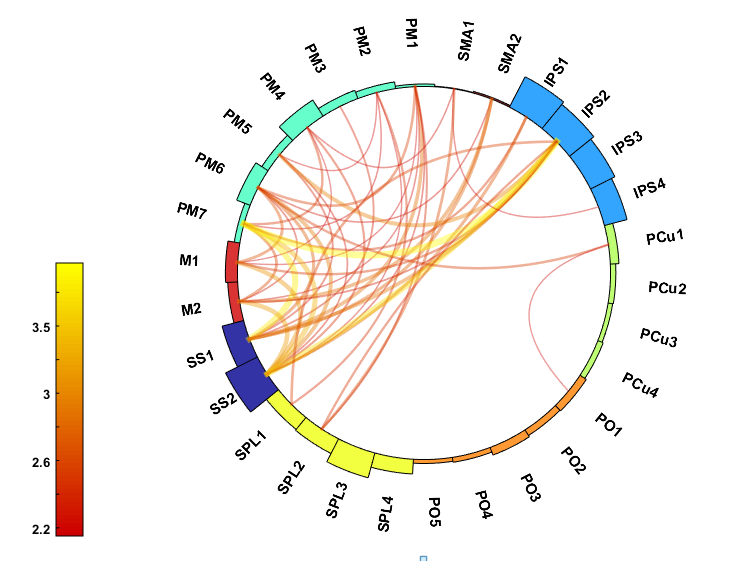 PM1
SMA1
SMA2
IPS1
IPS2
IPS3
IPS4
PCu1
PCu2
PCu3
PCu4
PO1
PO2
PO3
PO4
PO5
SPL4
SPL3
SPL2
SPL1
SS2
SS1
M2
M1
PM7
PM6
PM5
PM4
PM3
PM2
3.5
3
2.6
2.2